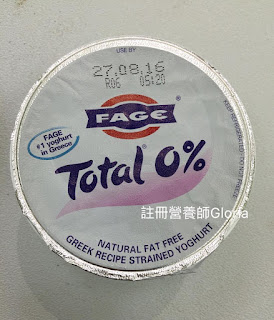 USE BY
27.08.16
R06 05:20
FAGE
FAGE
#1 yoghurt
in Greece
Total 0%
註冊營養師Gloria
NATURAL FAT FREE
GREEK RECIPE STRAINED YOGHURT